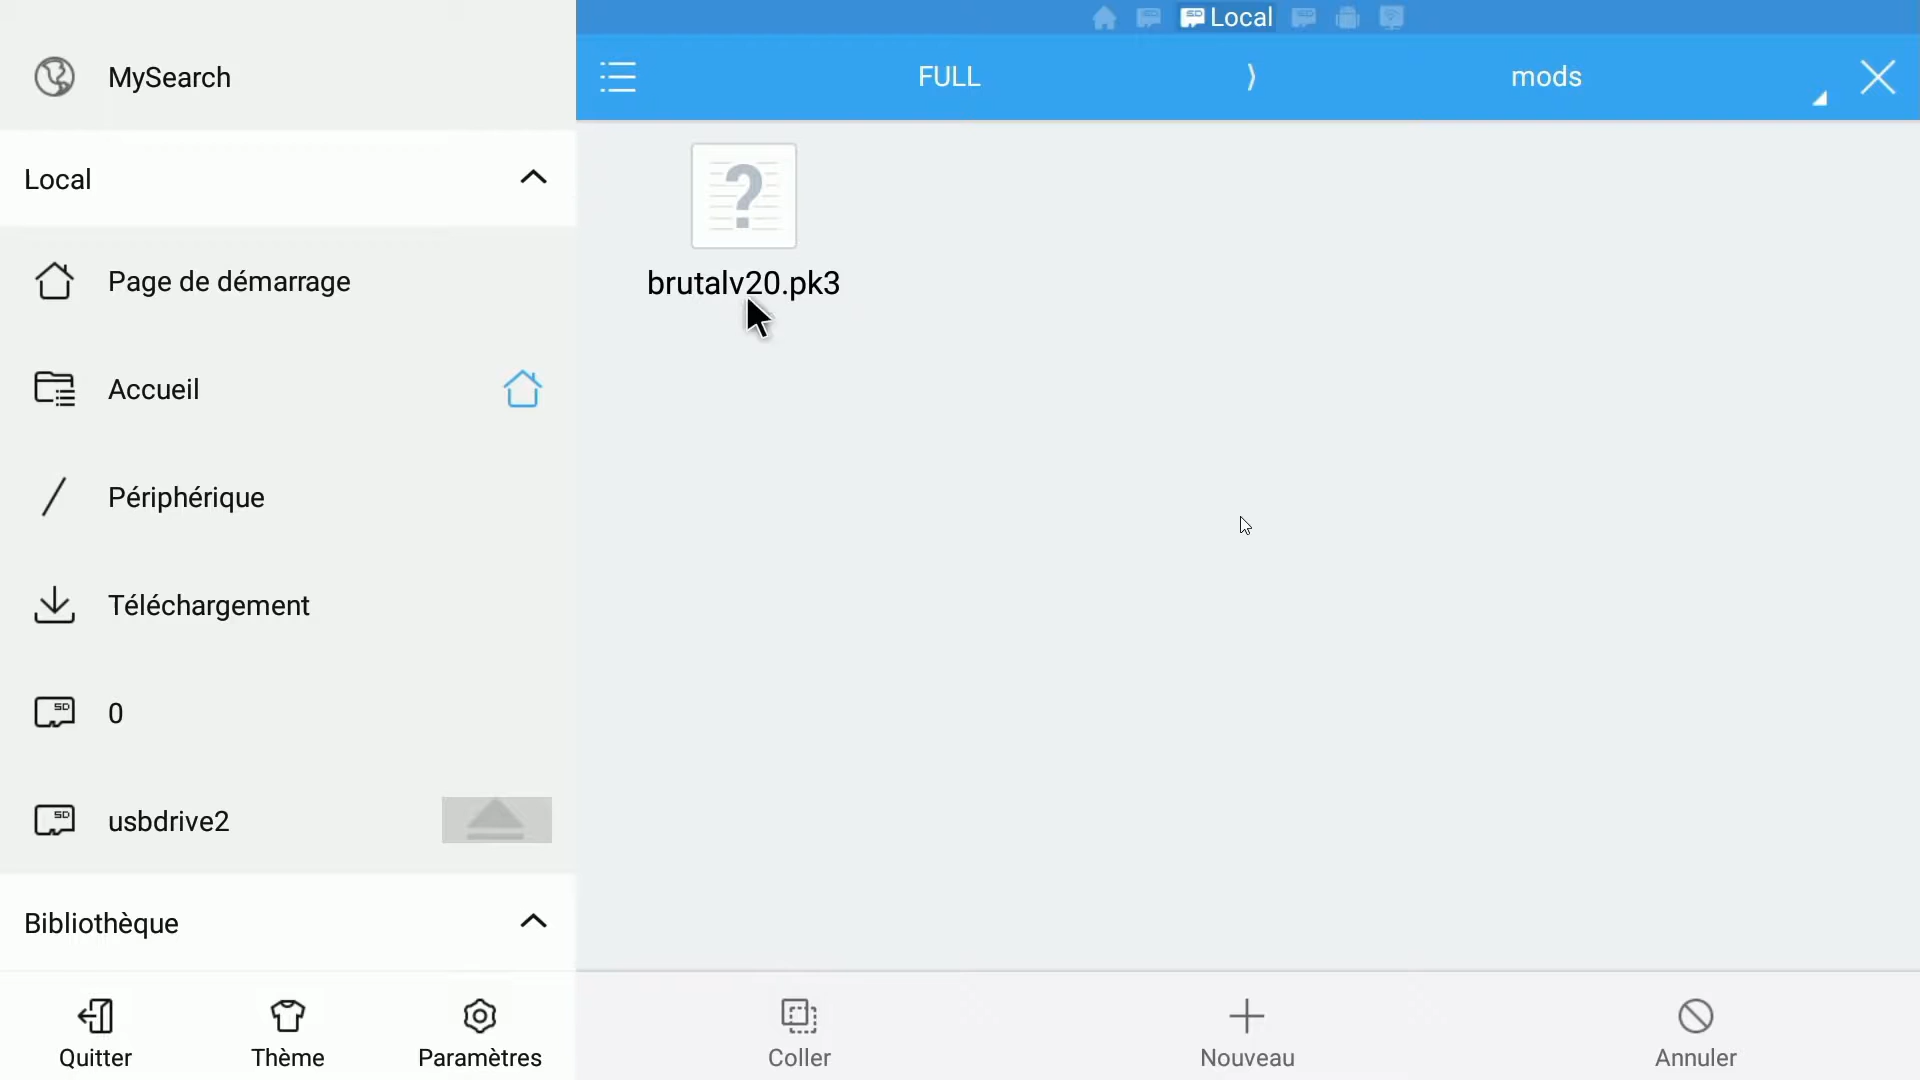 Local
MySearch
FULL
⟩
mods
Local
Page de démarrage
Accueil
Périphérique
Téléchargement
0
usbdrive2
Bibliothèque
Quitter
Thème
Paramètres
?
brutalv20.pk3
Coller
Nouveau
Annuler